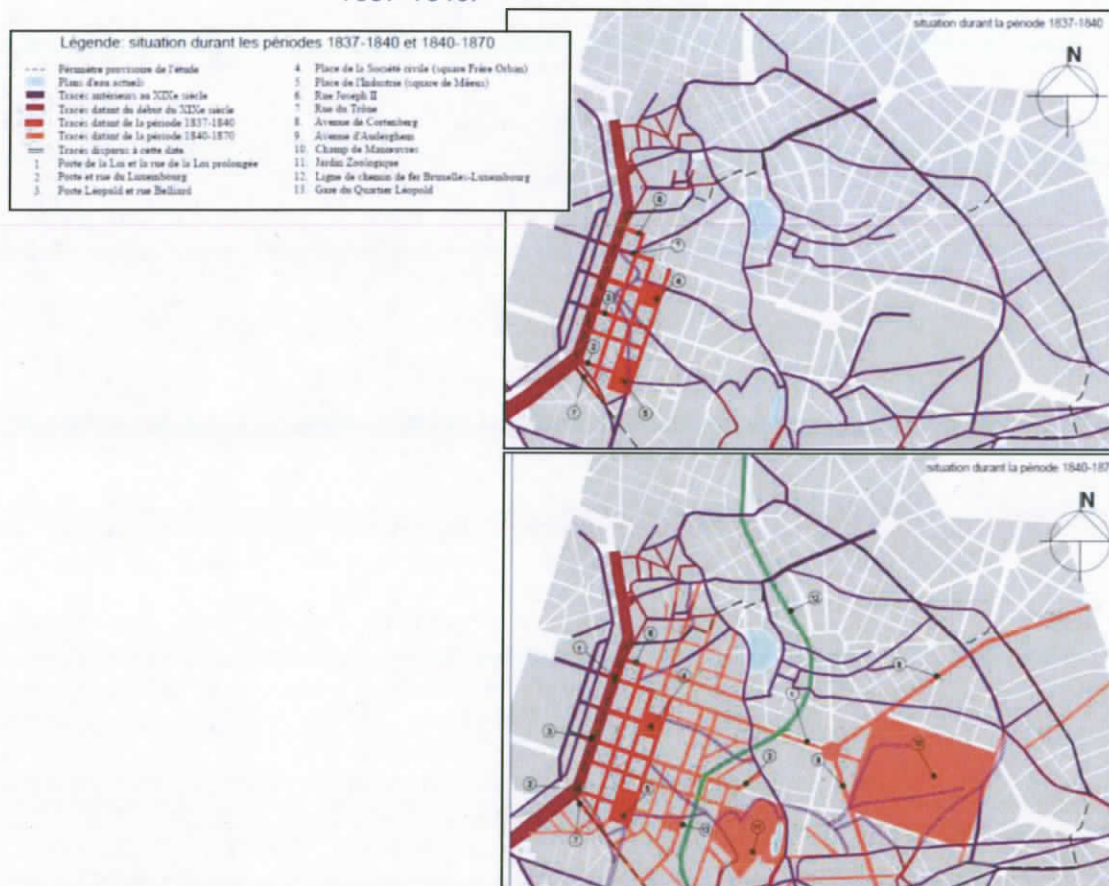 situation durant la période 1837-1840
Légende: situation durant les périodes 1837-1840 et 1840-1870
Périmètre provisoire de l'étude
Plans d'eau actuels
Tracés antérieurs au XIXe siècle
Tracés datant du début du XIXe siècle
Tracés datant de la période 1837-1840
Tracés datant de la période 1840-1870
Tracés disparus à cette date
1 Porte de la Loi et la rue de la Loi prolongée
2 Porte et rue du Luxembourg
3 Porte Léopold et rue Belliard
4 Place de la Société civile (square Frère Orban)
5 Place de l'Industrie (square de Meeus)
6 Rue Joseph II
7 Rue du Trône
8 Avenue de Cortenberg
9 Avenue d'Auderghem
10 Champ de Manœuvres
11 Jardin Zoologique
12 Ligne de chemin de fer Bruxelles-Luxembourg
13 Gare du Quartier Léopold
N
situation durant la période 1840-187
N